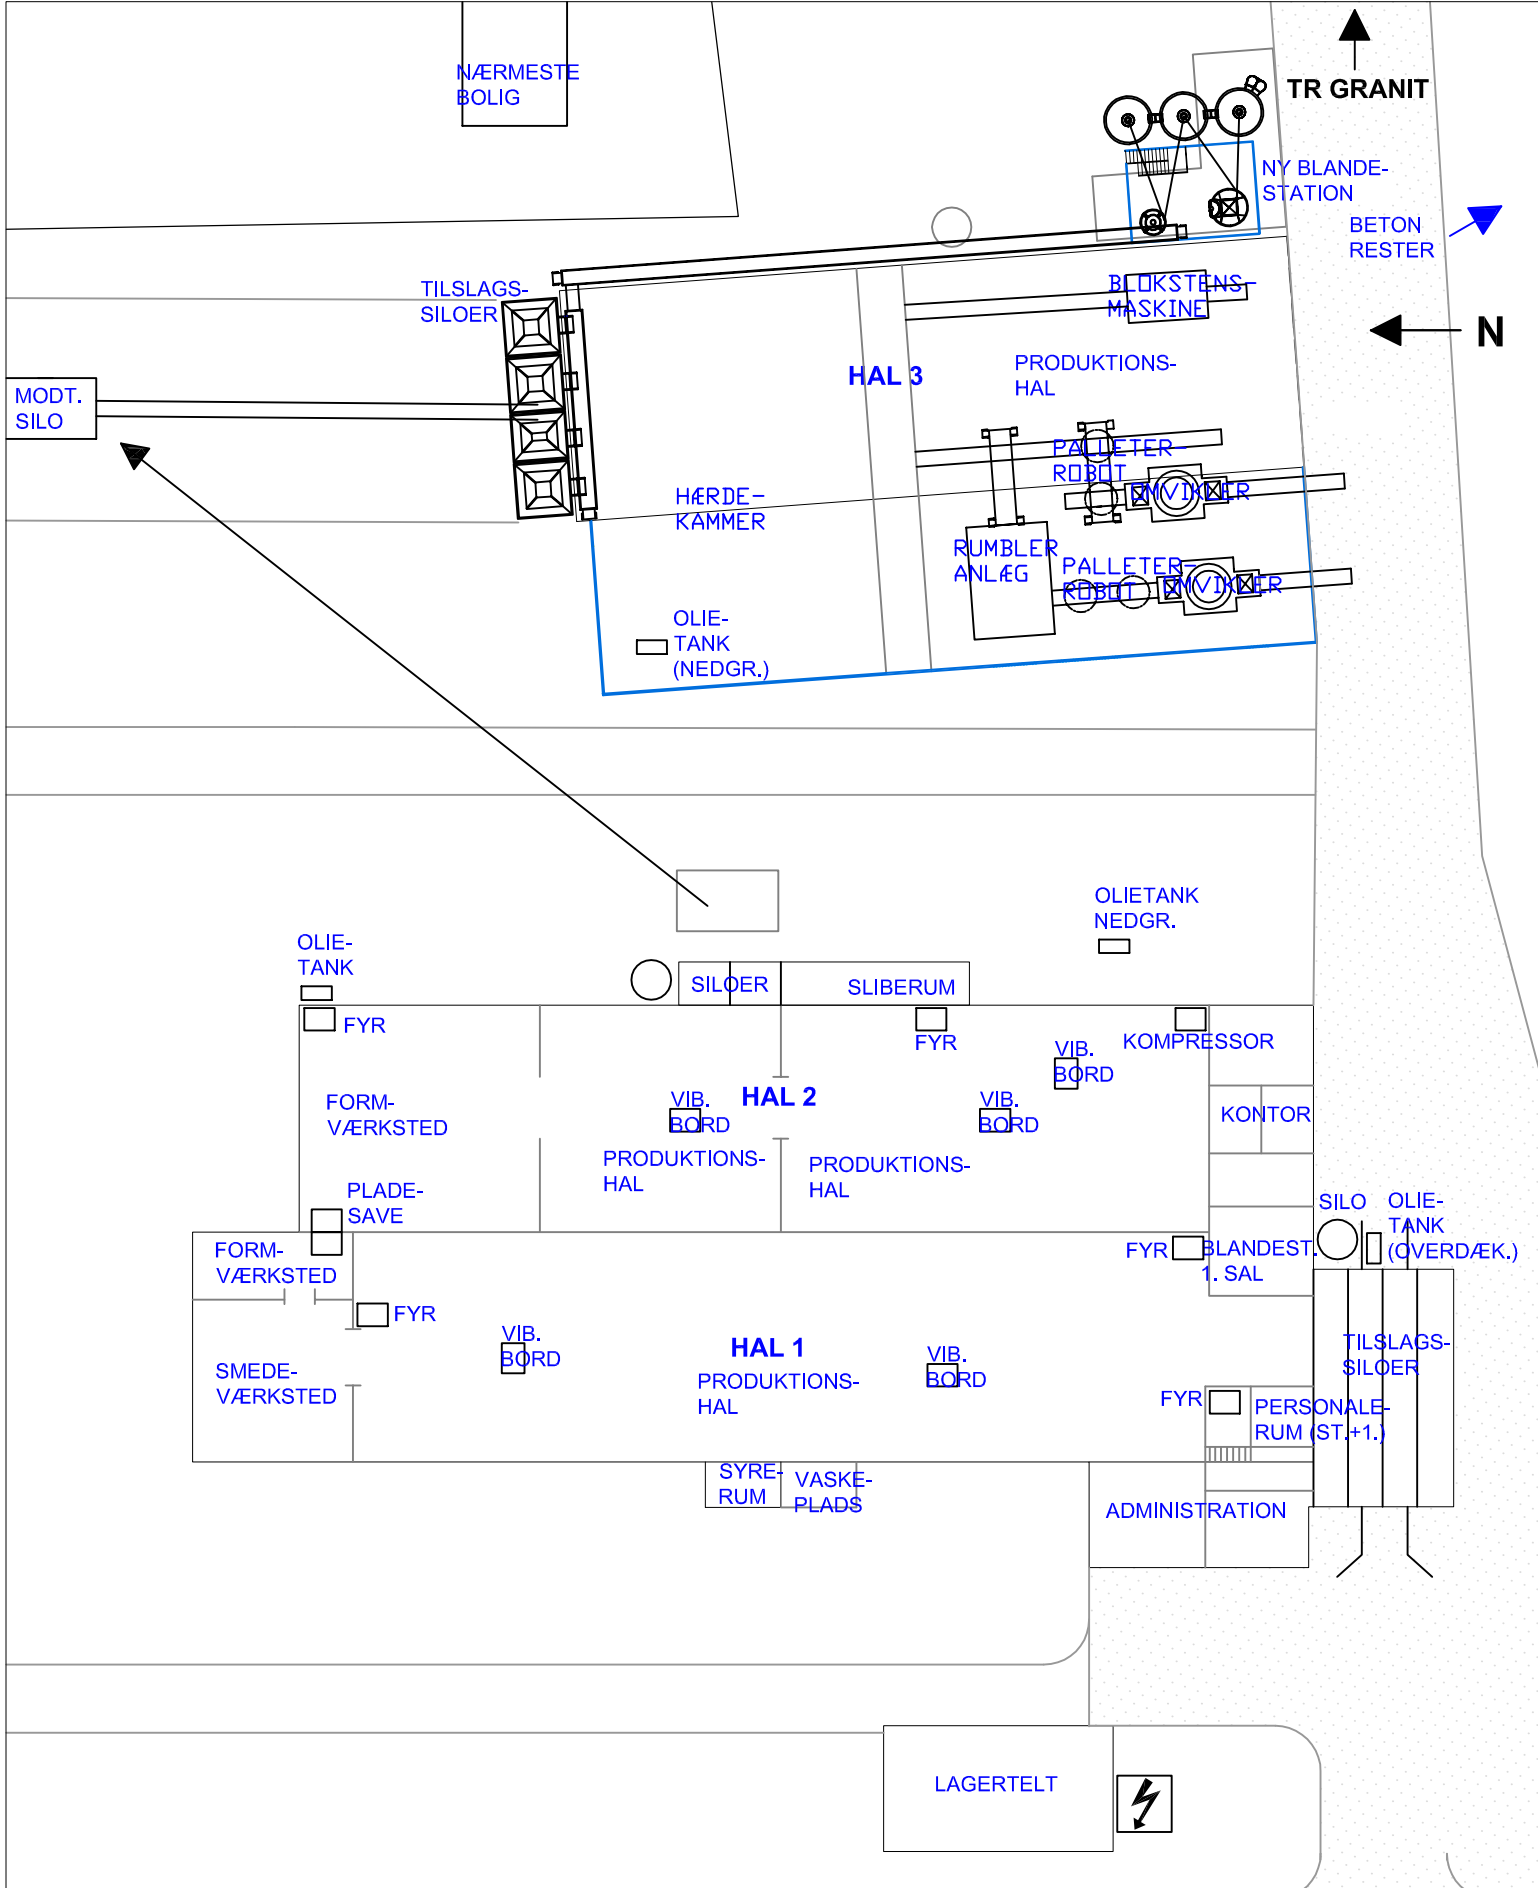 NÆRMESTE
BOLIG
TR GRANIT
NY BLANDE-
STATION
BETON
RESTER
N
TILSLAGS-
SILOER
BLOKSTENS-
MASKINE
HAL 3
PRODUKTIONS-
HAL
MODT.
SILO
PALLETER-
ROBOT
OMVIKLER
HÆRDE-
KAMMER
RUMBLER
ANLÆG
PALLETER-
ROBOT
OMVIKLER
OLIE-
TANK
(NEDGR.)
OLIETANK
NEDGR.
OLIE-
TANK
SILOER
SLIBERUM
FYR
FYR
KOMPRESSOR
VIB.
BORD
FORM-
VÆRKSTED
VIB.
BORD
HAL 2
VIB.
BORD
KONTOR
PRODUKTIONS-
HAL
PRODUKTIONS-
HAL
PLADE-
SAVE
SILO
OLIE-
TANK
(OVERDÆK.)
FORM-
VÆRKSTED
FYR
BLANDEST.
1. SAL
FYR
VIB.
BORD
HAL 1
PRODUKTIONS-
HAL
VIB.
BORD
TILSLAGS-
SILOER
SMEDE-
VÆRKSTED
FYR
PERSONALE-
RUM (ST.+1.)
SYRE-
RUM
VASKE-
PLADS
ADMINISTRATION
LAGERTELT